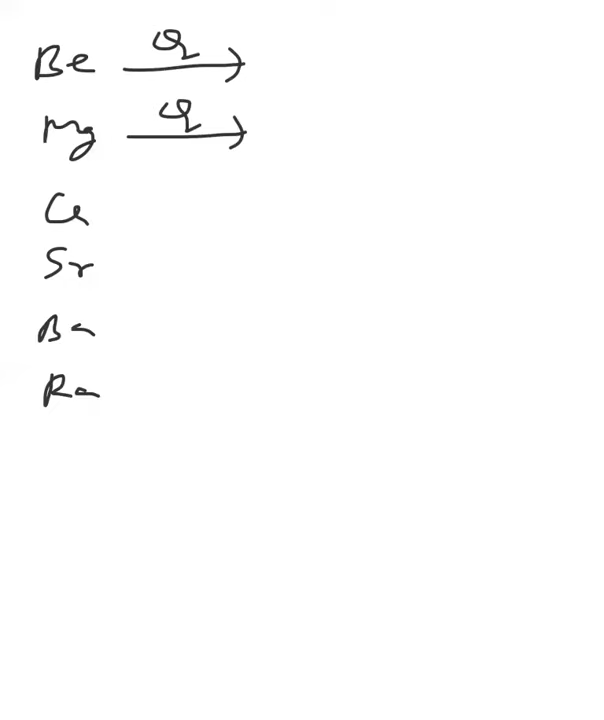 Be O₂ →
Mg O₂ →
Ca
Sr
Ba
Ra